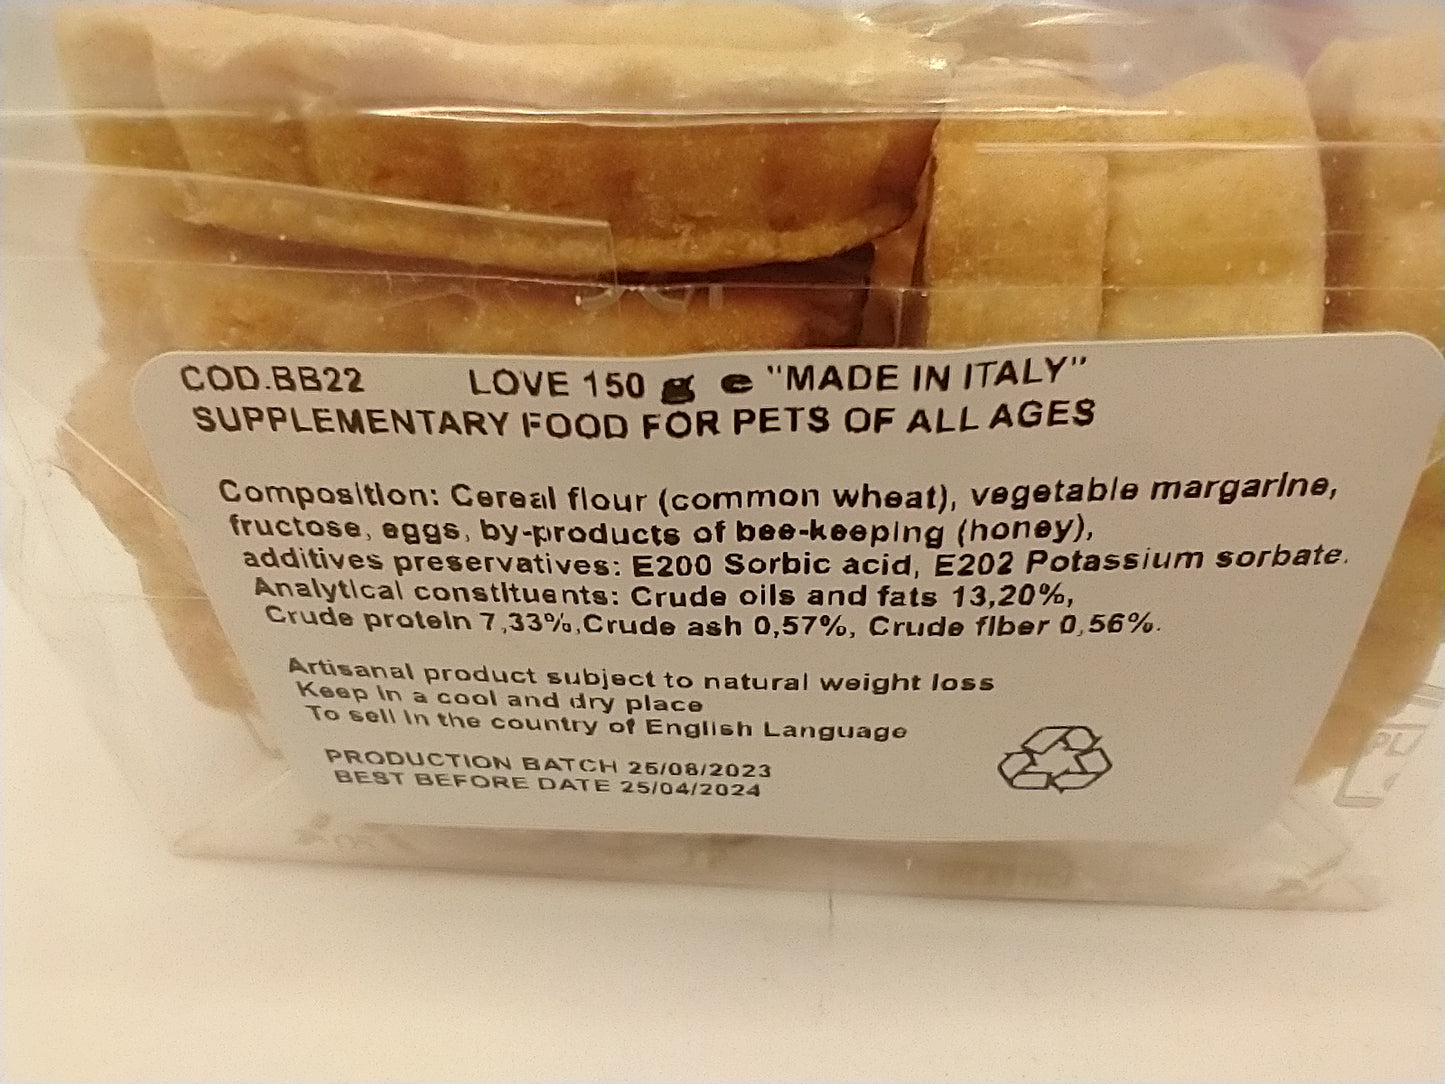 COD.BB22 LOVE 150 g e "MADE IN ITALY"
SUPPLEMENTARY FOOD FOR PETS OF ALL AGES
Composition: Cereal flour (common wheat), vegetable margarine,
fructose, eggs, by-products of bee-keeping (honey),
additives preservatives: E200 Sorbic acid, E202 Potassium sorbate.
Analytical constituents: Crude oils and fats 13,20%,
Crude protein 7,33%,Crude ash 0,57%, Crude fiber 0,56%.
Artisanal product subject to natural weight loss
Keep in a cool and dry place
To sell in the country of English Language
PRODUCTION BATCH 25/08/2023
BEST BEFORE DATE 25/04/2024